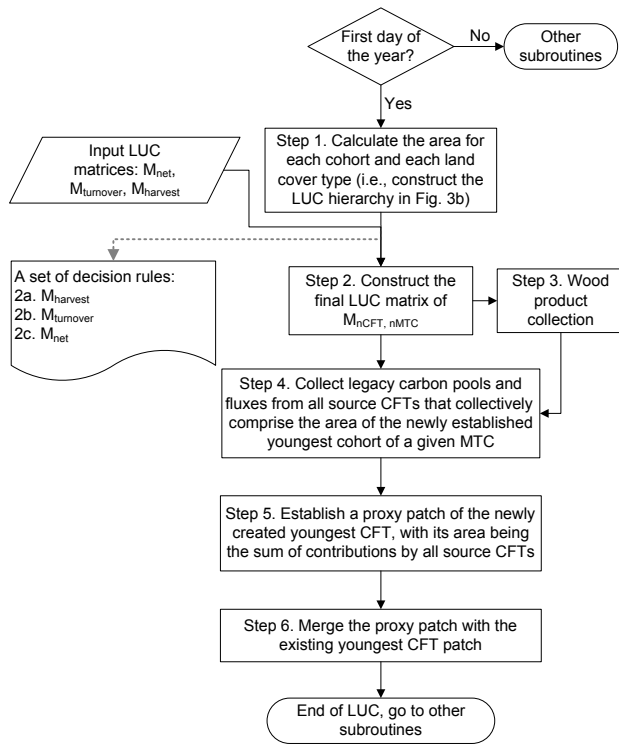 First day of
the year?
No
Other
subroutines
Yes
Input LUC
matrices: Mnet,
Mturnover, Mharvest
Step 1. Calculate the area for
each cohort and each land
cover type (i.e., construct the
LUC hierarchy in Fig. 3b)
A set of decision rules:
2a. Mharvest
2b. Mturnover
2c. Mnet
Step 2. Construct the
final LUC matrix of
MnCFT, nMTC
Step 3. Wood
product
collection
Step 4. Collect legacy carbon pools and
fluxes from all source CFTs that collectively
comprise the area of the newly established
youngest cohort of a given MTC
Step 5. Establish a proxy patch of the newly
created youngest CFT, with its area being
the sum of contributions by all source CFTs
Step 6. Merge the proxy patch with the
existing youngest CFT patch
End of LUC, go to other
subroutines